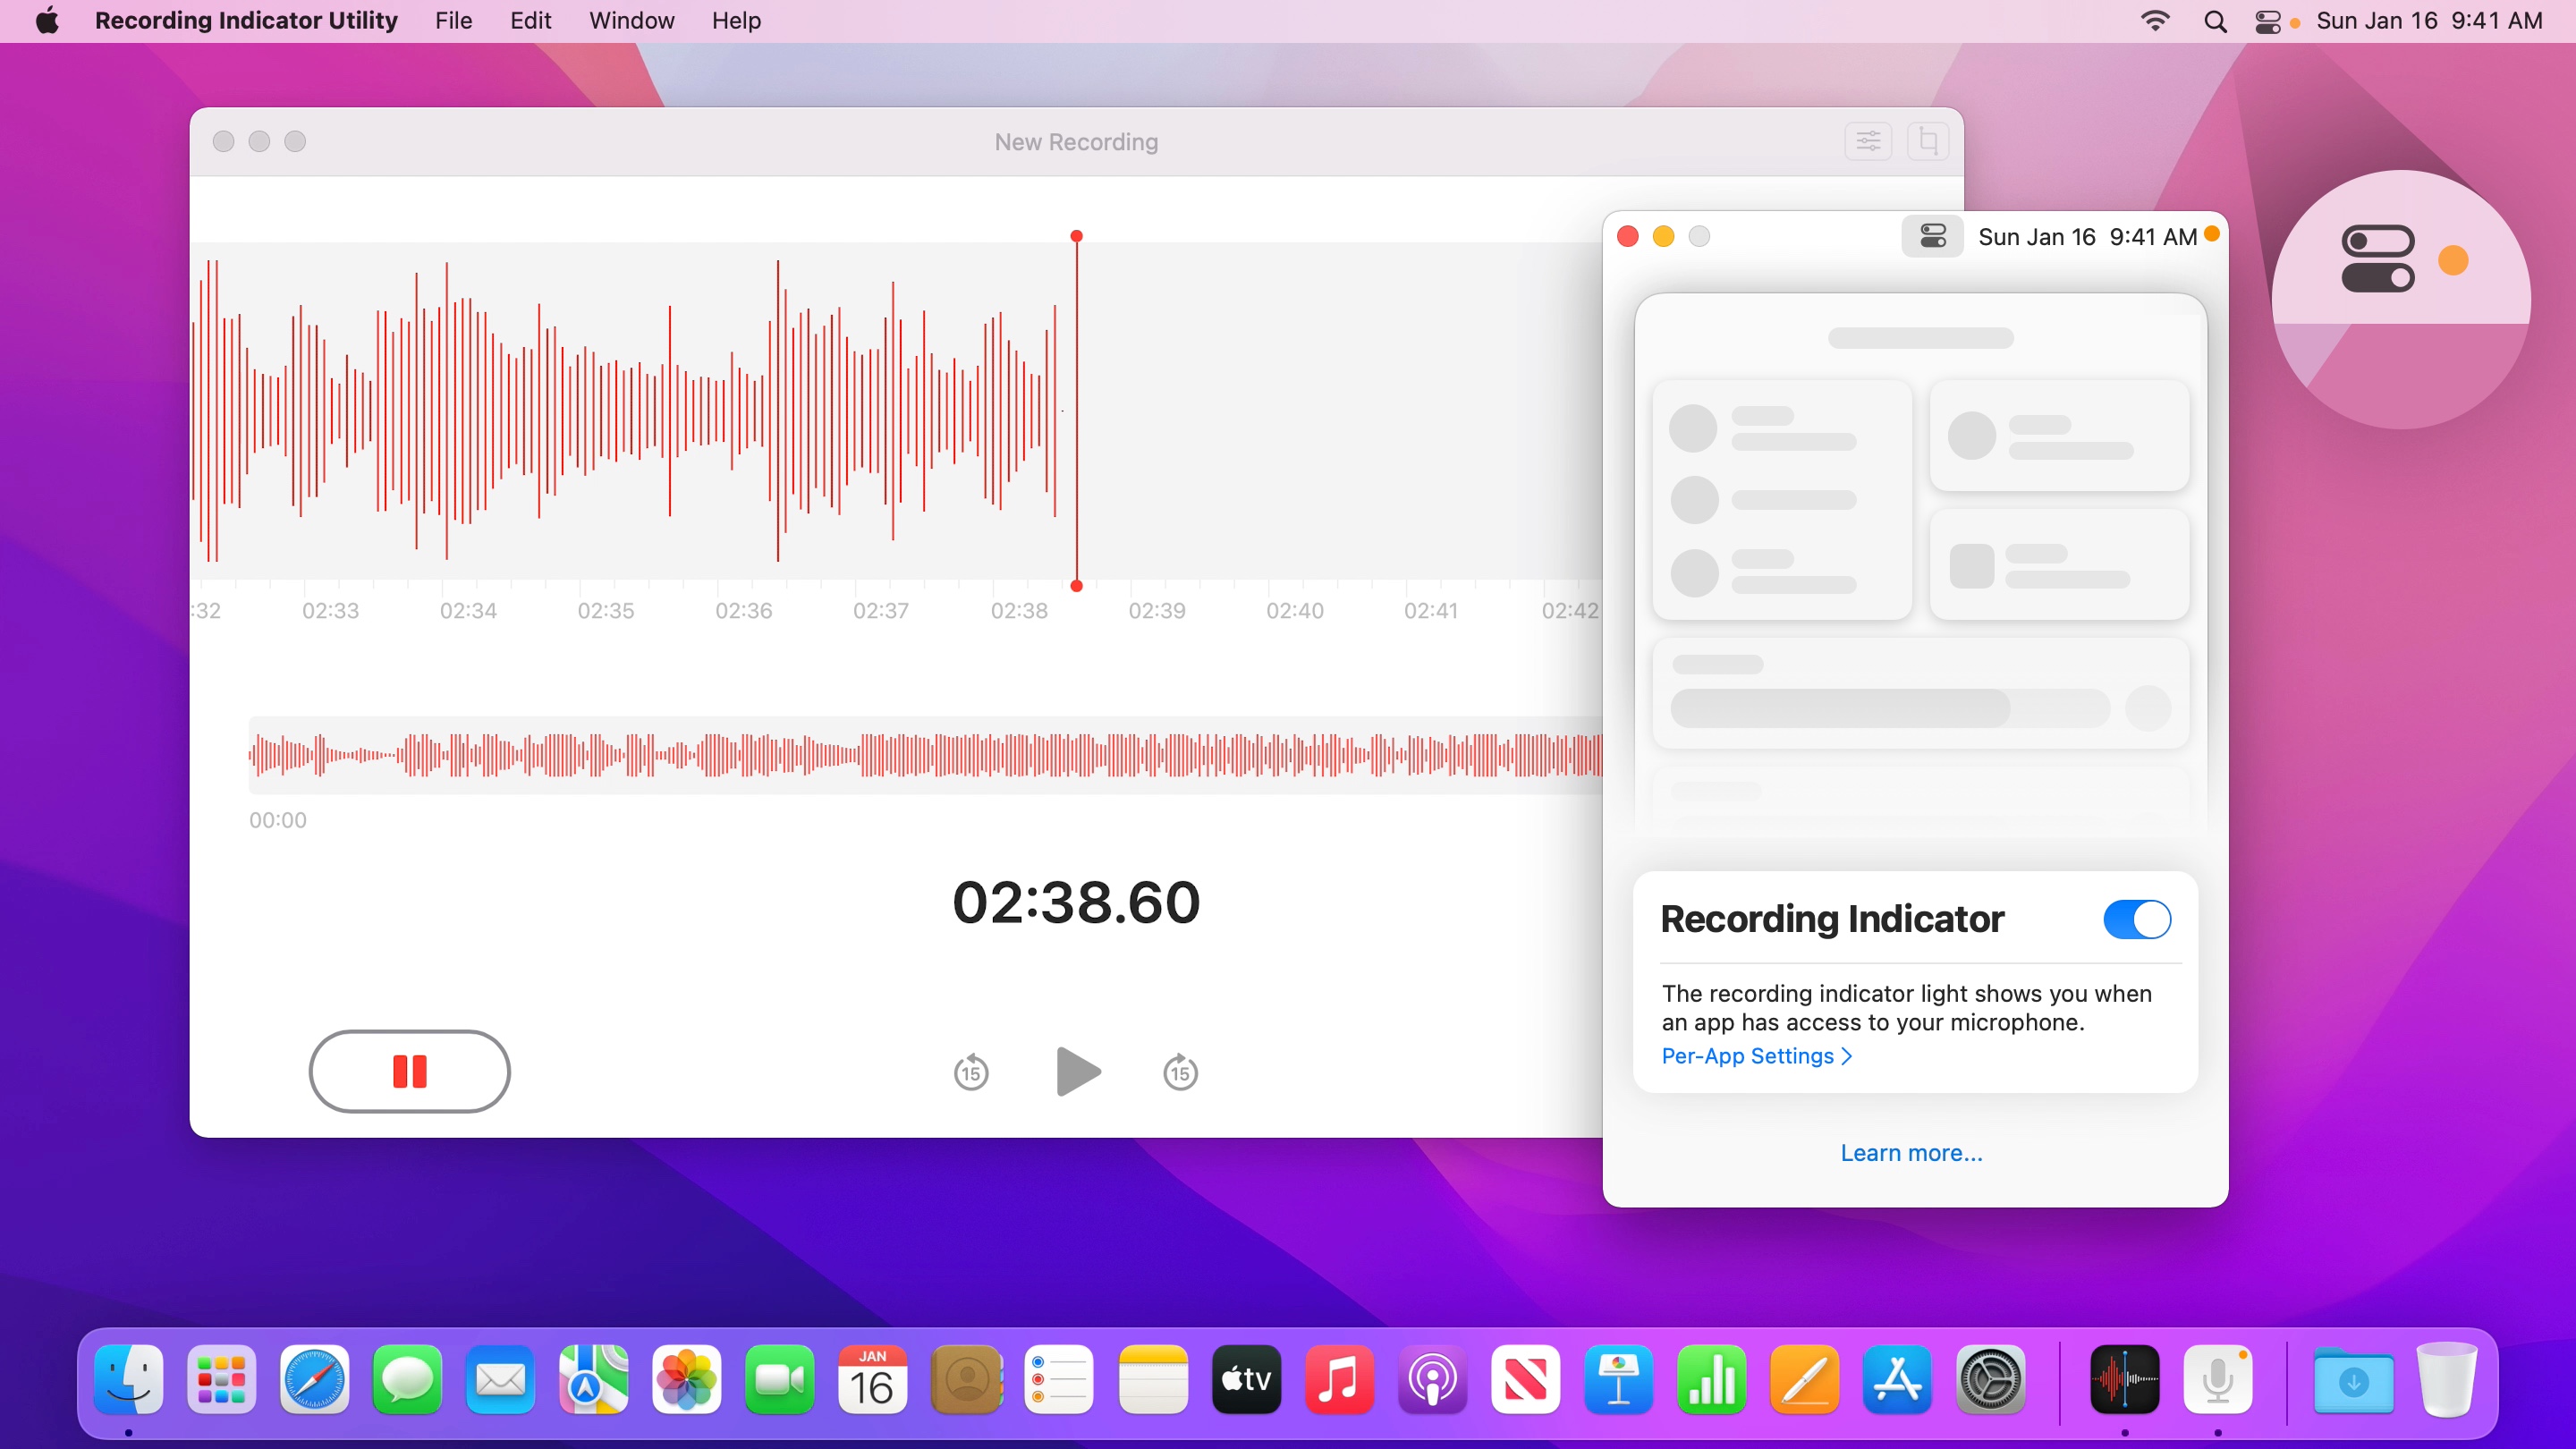 Recording Indicator Utility File Edit Window Help Sun Jan 16 9:41 AM
New Recording
Sun Jan 16 9:41 AM
:32 02:33 02:34 02:35 02:36 02:37 02:38 02:39 02:40 02:41 02:42
00:00
02:38.60
15 15
Recording Indicator
The recording indicator light shows you when
an app has access to your microphone.
Per-App Settings >
Learn more...
JAN
16
tv